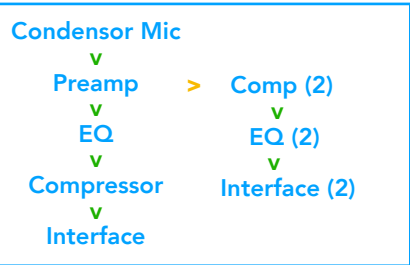 Condensor Mic
v
Preamp > Comp (2)
v v
EQ EQ (2)
v v
Compressor Interface (2)
v
Interface